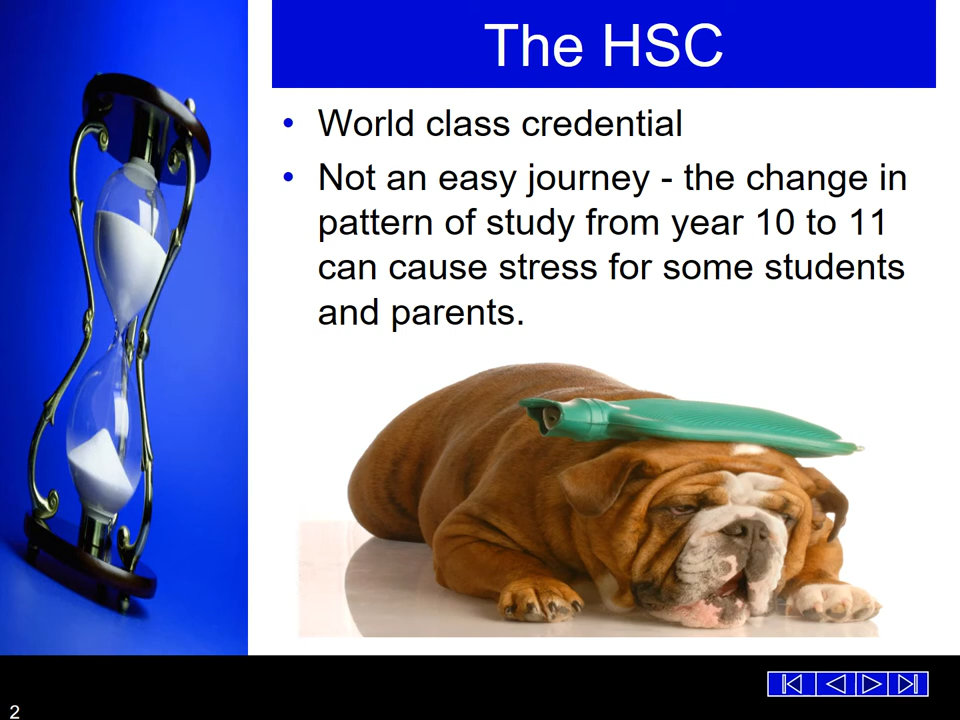 The HSC
• World class credential
• Not an easy journey - the change in
pattern of study from year 10 to 11
can cause stress for some students
and parents.
2